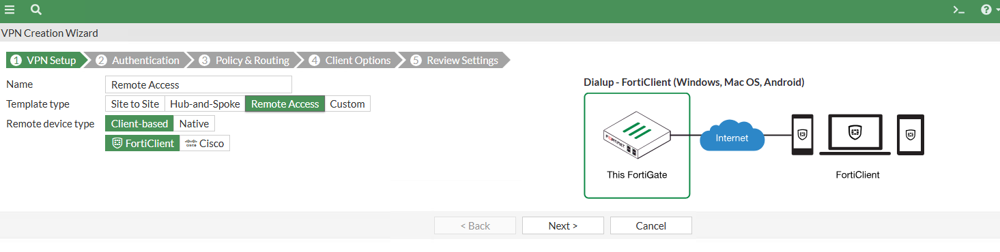 VPN Creation Wizard
1 VPN Setup 2 Authentication 3 Policy & Routing 4 Client Options 5 Review Settings
Name Remote Access
Template type Site to Site Hub-and-Spoke Remote Access Custom
Remote device type Client-based Native
FortiClient CISCO Cisco
Dialup - FortiClient (Windows, Mac OS, Android)
FORTINET
Internet
This FortiGate
FortiClient
< Back Next > Cancel